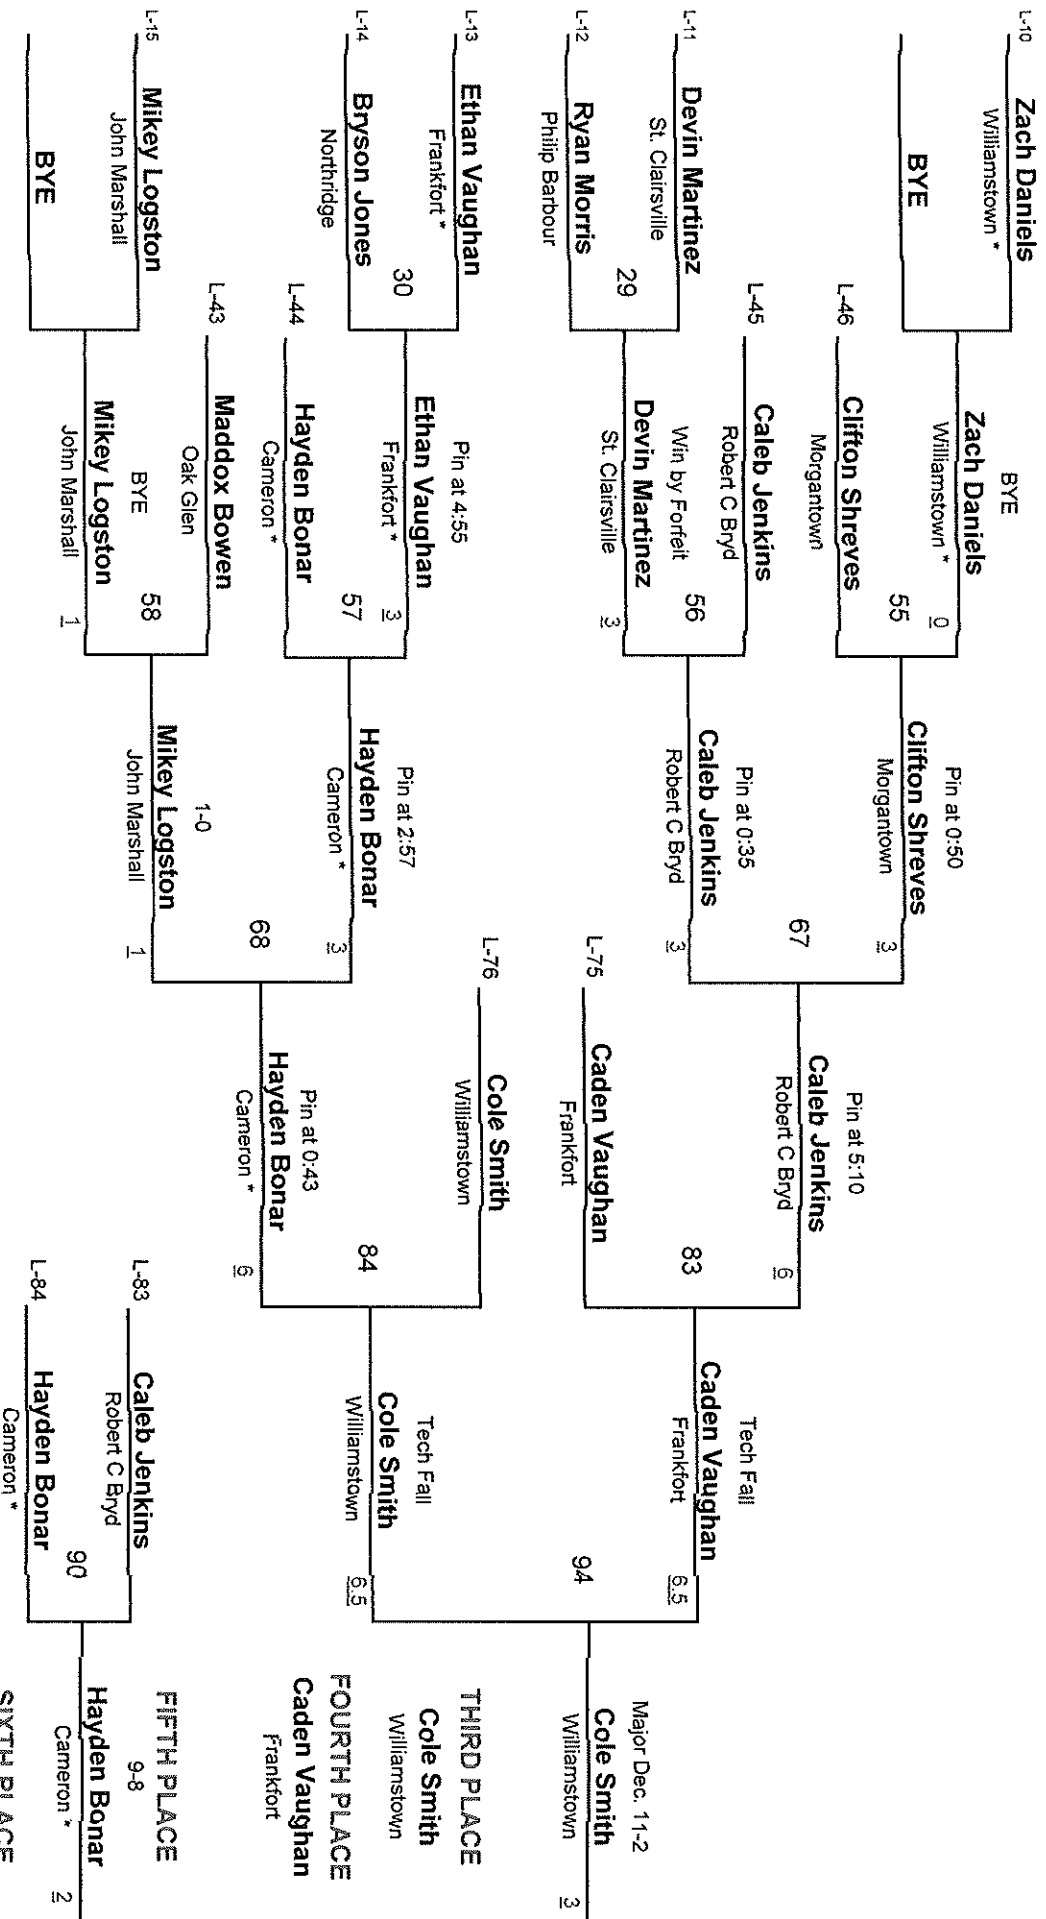 L-10
Zach Daniels
Williamstown *
BYE
L-11
Devin Martinez
St. Clairsville
29
L-12
Ryan Morris
Philip Barbour
L-13
Ethan Vaughan
Frankfort *
30
L-14
Bryson Jones
Northridge
L-15
Mikey Logston
John Marshall
BYE
BYE
Zach Daniels
Williamstown *
0
55
L-46
Clifton Shreves
Morgantown
L-45
Caleb Jenkins
Robert C Bryd
56
Win by Forfeit
Devin Martinez
St. Clairsville
3
Pin at 4:55
Ethan Vaughan
Frankfort *
3
57
L-44
Hayden Bonar
Cameron *
L-43
Maddox Bowen
Oak Glen
58
BYE
Mikey Logston
John Marshall
1
Pin at 0:50
Clifton Shreves
Morgantown
3
67
Pin at 0:35
Caleb Jenkins
Robert C Bryd
3
Pin at 2:57
Hayden Bonar
Cameron *
3
68
1-0
Mikey Logston
John Marshall
1
Pin at 5:10
Caleb Jenkins
Robert C Bryd
6
83
L-75
Caden Vaughan
Frankfort
L-76
Cole Smith
Williamstown
84
Pin at 0:43
Hayden Bonar
Cameron *
6
Tech Fall
Caden Vaughan
Frankfort
6.5
94
Tech Fall
Cole Smith
Williamstown
6.5
L-83
Caleb Jenkins
Robert C Bryd
90
L-84
Hayden Bonar
Cameron *
Major Dec. 11-2
Cole Smith
Williamstown
3
THIRD PLACE
Cole Smith
Williamstown
FOURTH PLACE
Caden Vaughan
Frankfort
FIFTH PLACE
9-8
Hayden Bonar
Cameron *
2
SIXTH PLACE